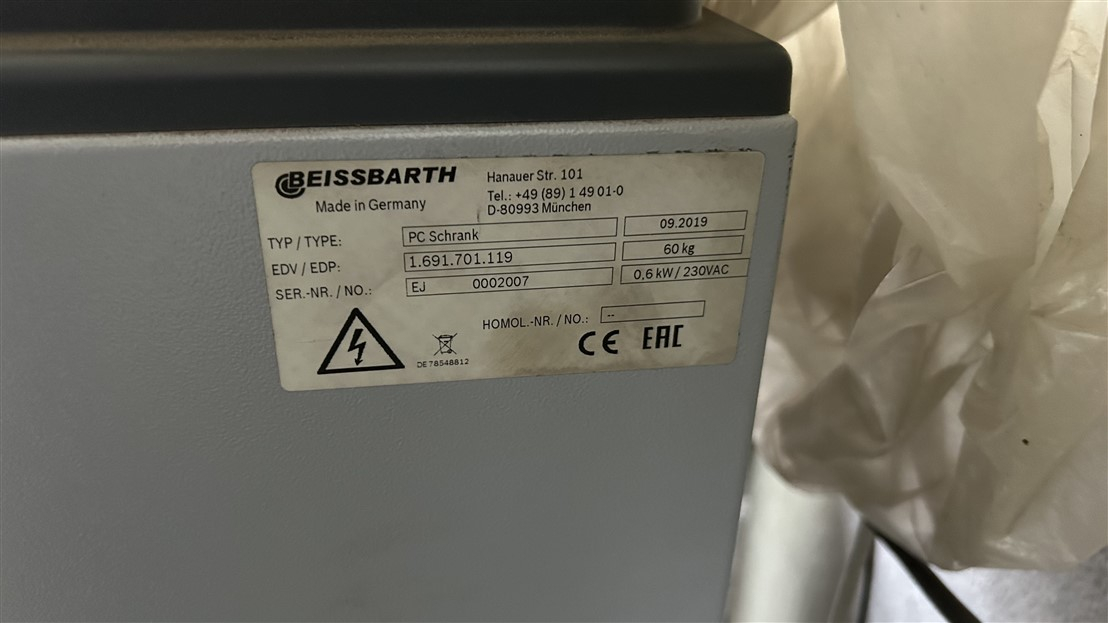 BEISSBARTH
Made in Germany
Hanauer Str. 101
Tel.: +49 (89) 1 49 01-0
D-80993 München
TYP / TYPE: PC Schrank 09.2019
EDV / EDP: 1.691.701.119 60 kg
SER.-NR. / NO.: EJ 0002007 0,6 kW / 230VAC
HOMOL.-NR. / NO.: --
DE 78548812
CE EAC